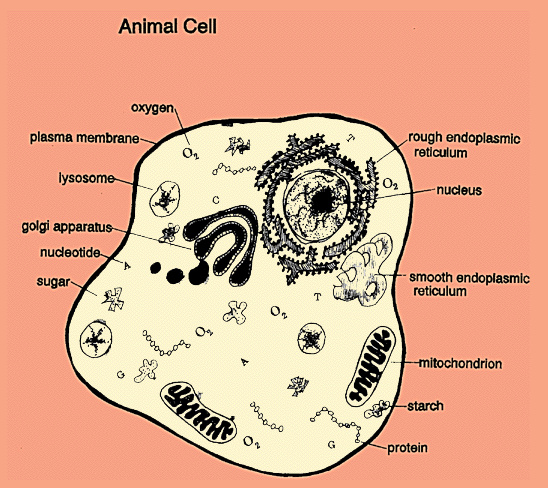 Animal Cell
oxygen
plasma membrane
lysosome
golgi apparatus
nucleotide
sugar
rough endoplasmic
reticulum
nucleus
smooth endoplasmic
reticulum
mitochondrion
starch
protein
T
O2
O2
C
A
T
O2
O2
A
G
G
O2